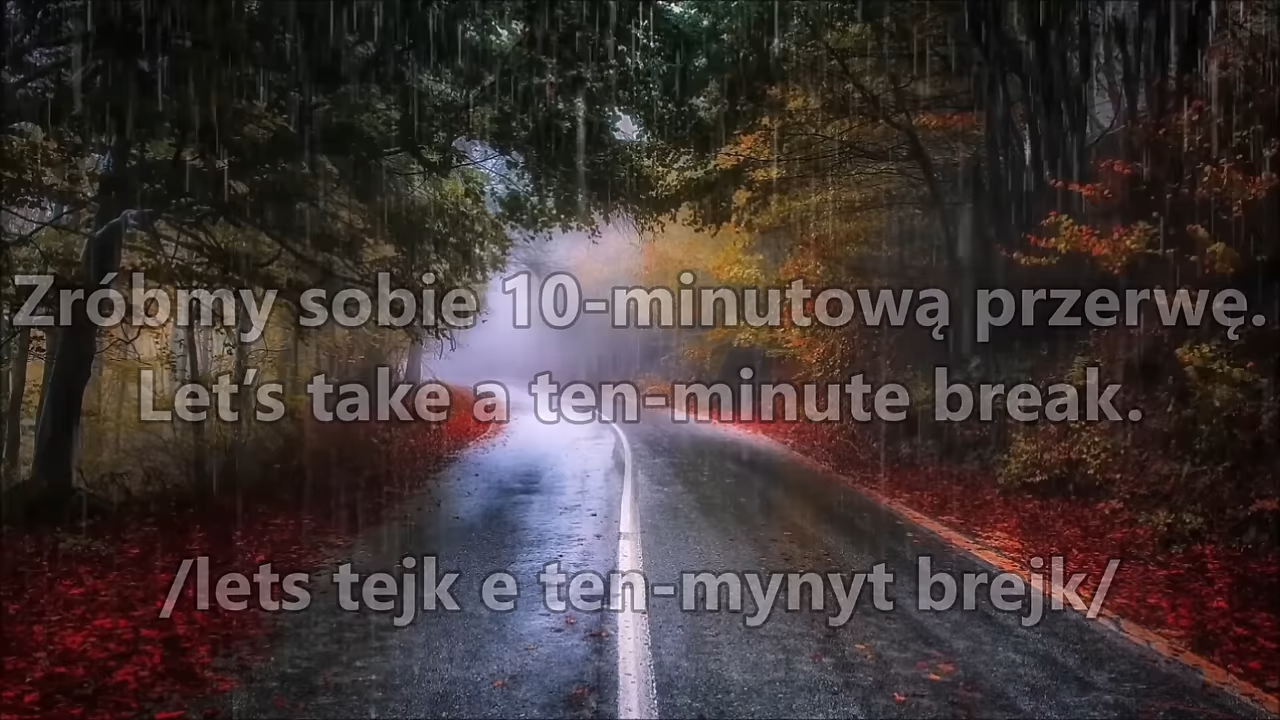 Zróbmy sobie 10-minutową przerwę.
Let’s take a ten-minute break.
/lets tejk e ten-mynyt brejk/